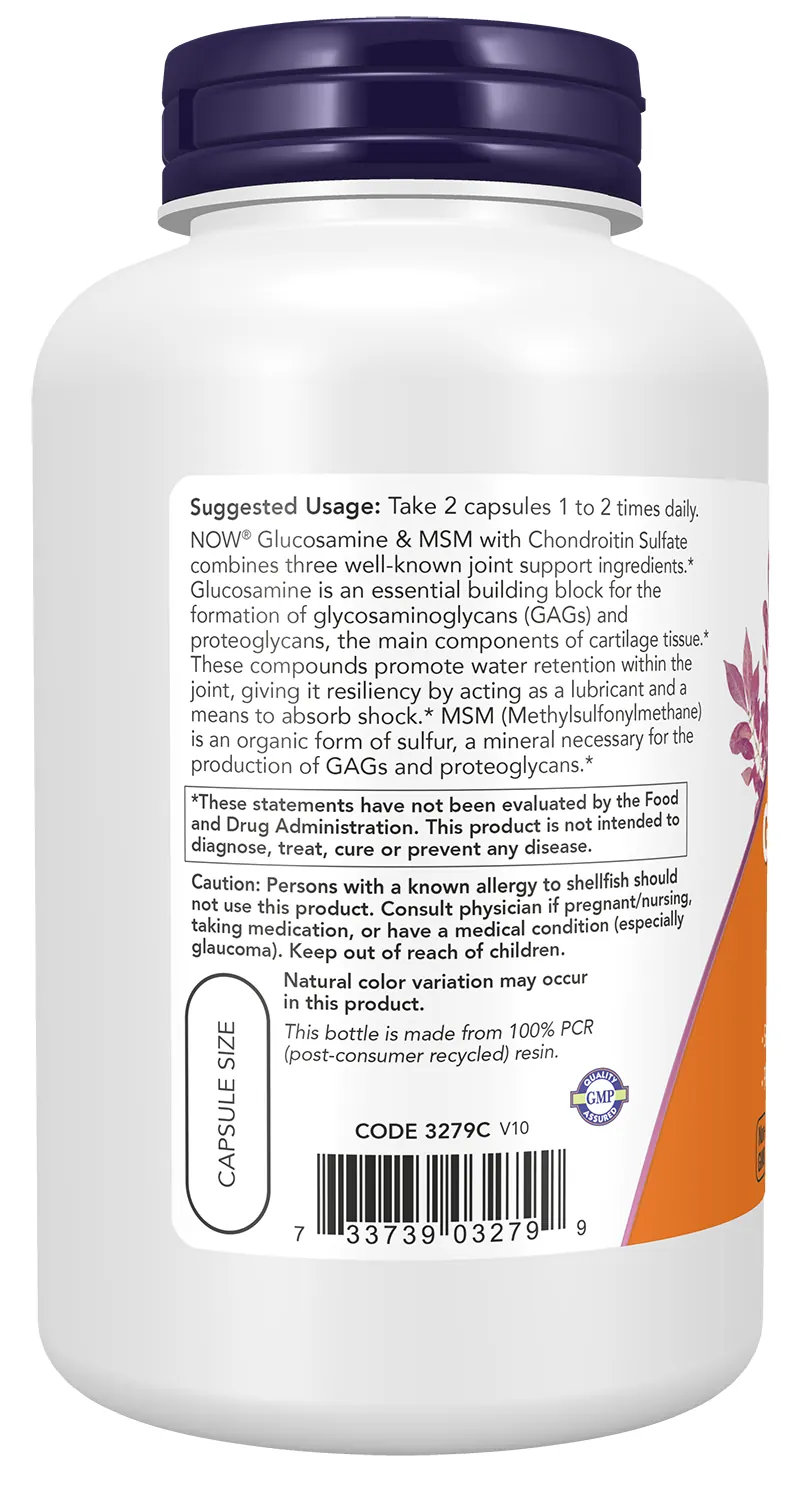 Suggested Usage: Take 2 capsules 1 to 2 times daily.
NOW® Glucosamine & MSM with Chondroitin Sulfate
combines three well-known joint support ingredients.*
Glucosamine is an essential building block for the
formation of glycosaminoglycans (GAGs) and
proteoglycans, the main components of cartilage tissue.*
These compounds promote water retention within the
joint, giving it resiliency by acting as a lubricant and a
means to absorb shock.* MSM (Methylsulfonylmethane)
is an organic form of sulfur, a mineral necessary for the
production of GAGs and proteoglycans.*
*These statements have not been evaluated by the Food
and Drug Administration. This product is not intended to
diagnose, treat, cure or prevent any disease.
Caution: Persons with a known allergy to shellfish should
not use this product. Consult physician if pregnant/nursing,
taking medication, or have a medical condition (especially
glaucoma). Keep out of reach of children.
Natural color variation may occur
in this product.
This bottle is made from 100% PCR
(post-consumer recycled) resin.
CAPSULE SIZE
QUALITY
GMP
ASSURED
CODE 3279C V10
7 33739 03279 9